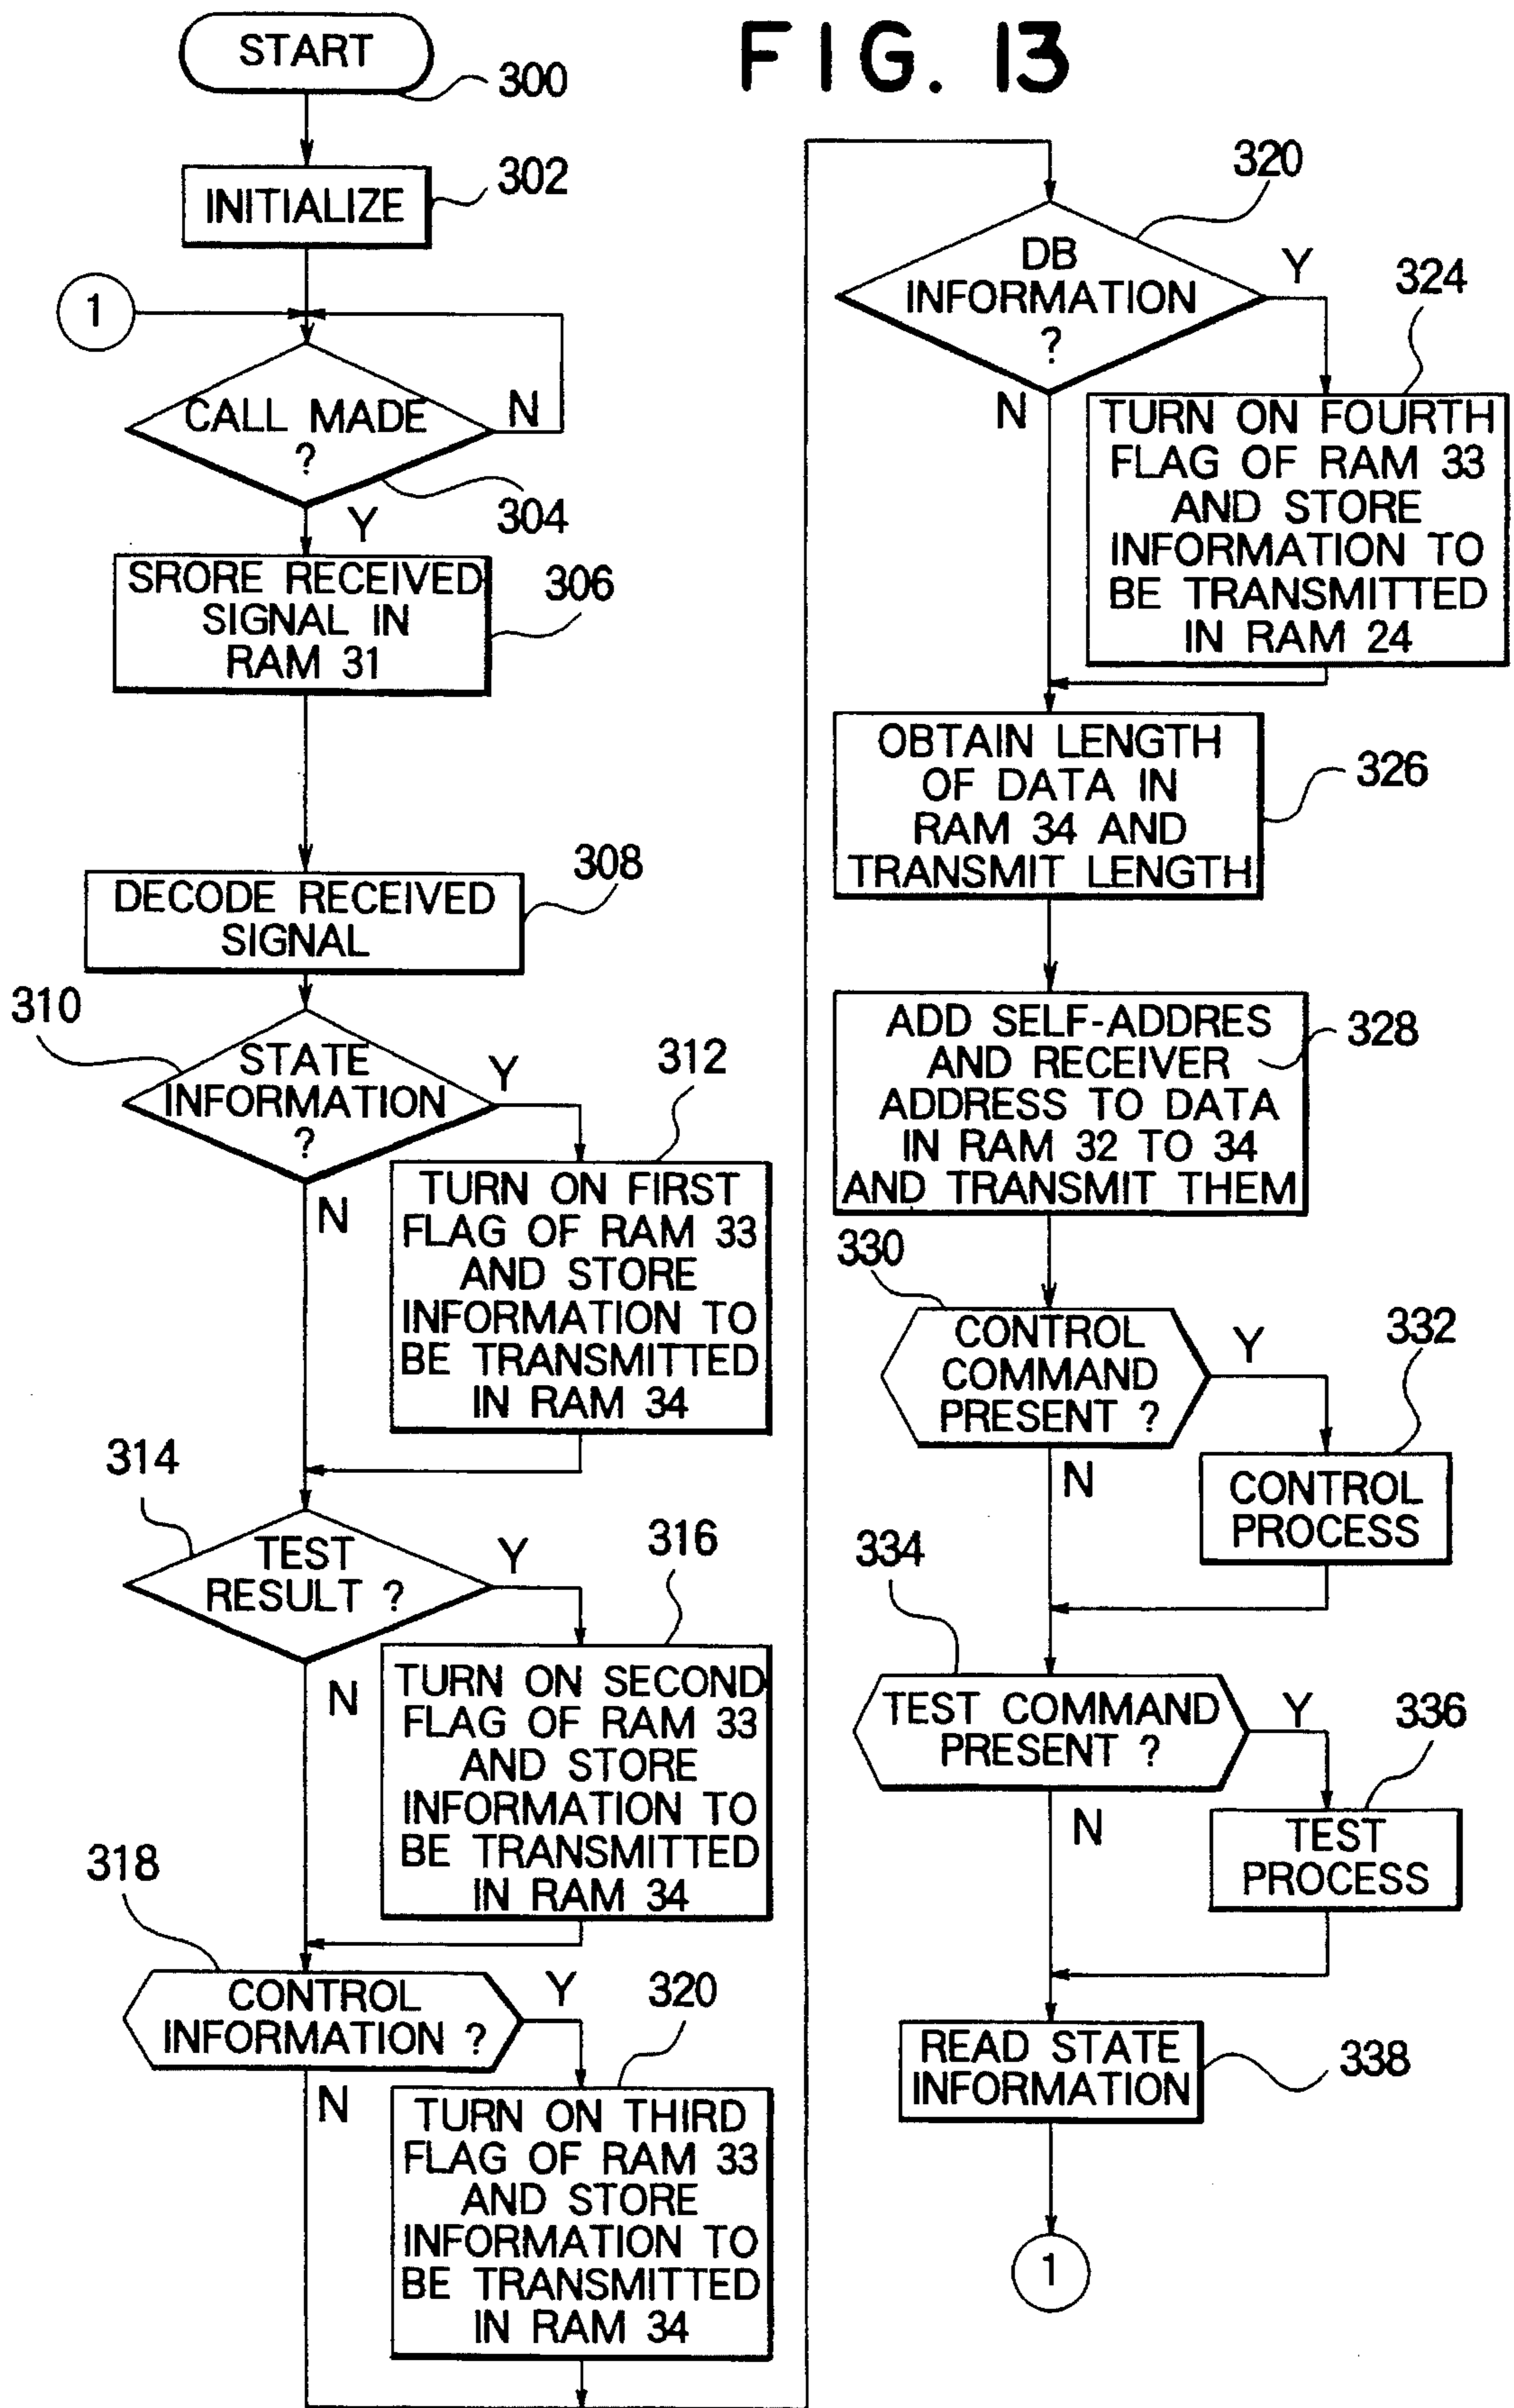 FIG. 13
START
300
INITIALIZE
302
1
CALL MADE
?
N
304
Y
SRORE RECEIVED
SIGNAL IN
RAM 31
306
DECODE RECEIVED
SIGNAL
308
310
STATE
INFORMATION
?
Y
312
N
TURN ON FIRST
FLAG OF RAM 33
AND STORE
INFORMATION TO
BE TRANSMITTED
IN RAM 34
314
TEST
RESULT ?
Y
316
N
TURN ON SECOND
FLAG OF RAM 33
AND STORE
INFORMATION TO
BE TRANSMITTED
IN RAM 34
318
CONTROL
INFORMATION ?
Y
320
N
TURN ON THIRD
FLAG OF RAM 33
AND STORE
INFORMATION TO
BE TRANSMITTED
IN RAM 34
320
DB
INFORMATION
?
Y
324
N
TURN ON FOURTH
FLAG OF RAM 33
AND STORE
INFORMATION TO
BE TRANSMITTED
IN RAM 24
OBTAIN LENGTH
OF DATA IN
RAM 34 AND
TRANSMIT LENGTH
326
ADD SELF-ADDRES
AND RECEIVER
ADDRESS TO DATA
IN RAM 32 TO 34
AND TRANSMIT THEM
328
330
CONTROL
COMMAND
PRESENT ?
Y
332
N
CONTROL
PROCESS
334
TEST COMMAND
PRESENT ?
Y
336
N
TEST
PROCESS
READ STATE
INFORMATION
338
1